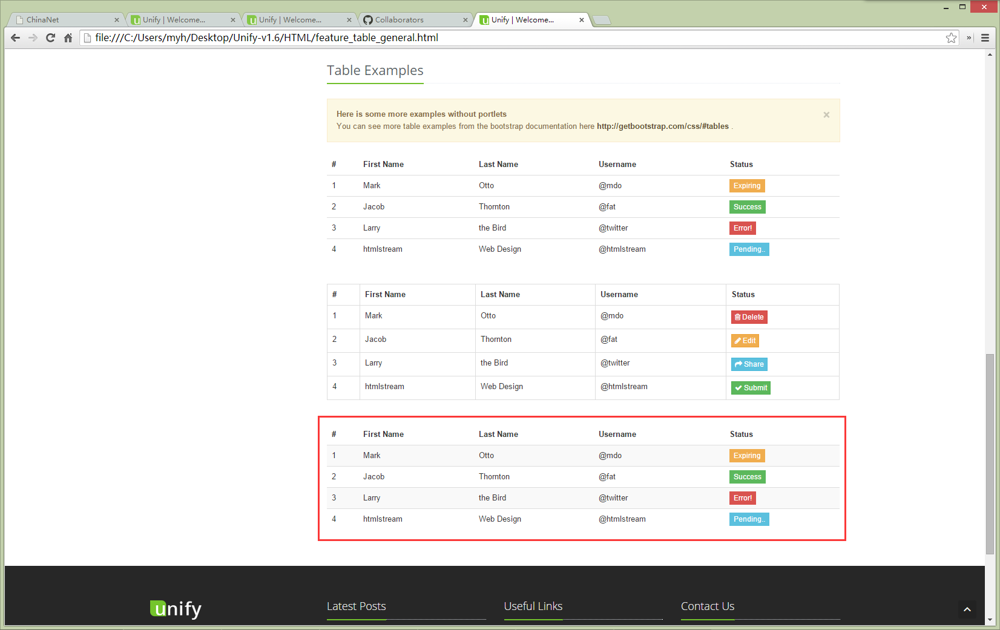 ChinaNet
Unify | Welcome...
Unify | Welcome...
Collaborators
Unify | Welcome...
file:///C:/Users/myh/Desktop/Unify-v1.6/HTML/feature_table_general.html
Table Examples
Here is some more examples without portlets
You can see more table examples from the bootstrap documentation here http://getbootstrap.com/css/#tables .
# First Name Last Name Username Status
1 Mark Otto @mdo Expiring
2 Jacob Thornton @fat Success
3 Larry the Bird @twitter Error!
4 htmlstream Web Design @htmlstream Pending..
# First Name Last Name Username Status
1 Mark Otto @mdo Delete
2 Jacob Thornton @fat Edit
3 Larry the Bird @twitter Share
4 htmlstream Web Design @htmlstream Submit
# First Name Last Name Username Status
1 Mark Otto @mdo Expiring
2 Jacob Thornton @fat Success
3 Larry the Bird @twitter Error!
4 htmlstream Web Design @htmlstream Pending..
unify Latest Posts Useful Links Contact Us